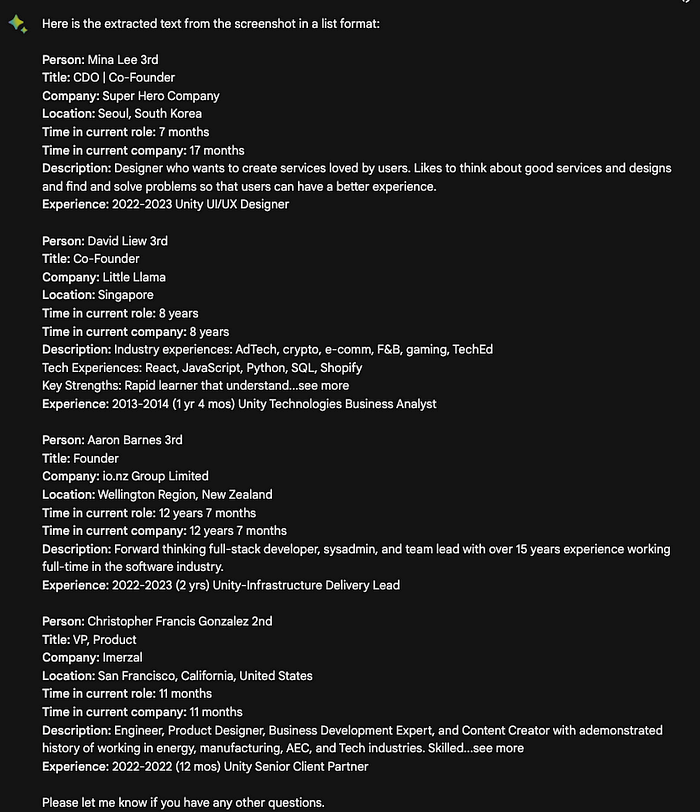 Here is the extracted text from the screenshot in a list format:
Person: Mina Lee 3rd
Title: CDO | Co-Founder
Company: Super Hero Company
Location: Seoul, South Korea
Time in current role: 7 months
Time in current company: 17 months
Description: Designer who wants to create services loved by users. Likes to think about good services and designs
and find and solve problems so that users can have a better experience.
Experience: 2022-2023 Unity UI/UX Designer
Person: David Liew 3rd
Title: Co-Founder
Company: Little Llama
Location: Singapore
Time in current role: 8 years
Time in current company: 8 years
Description: Industry experiences: AdTech, crypto, e-comm, F&B, gaming, TechEd
Tech Experiences: React, JavaScript, Python, SQL, Shopify
Key Strengths: Rapid learner that understand...see more
Experience: 2013-2014 (1 yr 4 mos) Unity Technologies Business Analyst
Person: Aaron Barnes 3rd
Title: Founder
Company: io.nz Group Limited
Location: Wellington Region, New Zealand
Time in current role: 12 years 7 months
Time in current company: 12 years 7 months
Description: Forward thinking full-stack developer, sysadmin, and team lead with over 15 years experience working
full-time in the software industry.
Experience: 2022-2023 (2 yrs) Unity-Infrastructure Delivery Lead
Person: Christopher Francis Gonzalez 2nd
Title: VP, Product
Company: Imerzal
Location: San Francisco, California, United States
Time in current role: 11 months
Time in current company: 11 months
Description: Engineer, Product Designer, Business Development Expert, and Content Creator with ademonstrated
history of working in energy, manufacturing, AEC, and Tech industries. Skilled...see more
Experience: 2022-2022 (12 mos) Unity Senior Client Partner
Please let me know if you have any other questions.